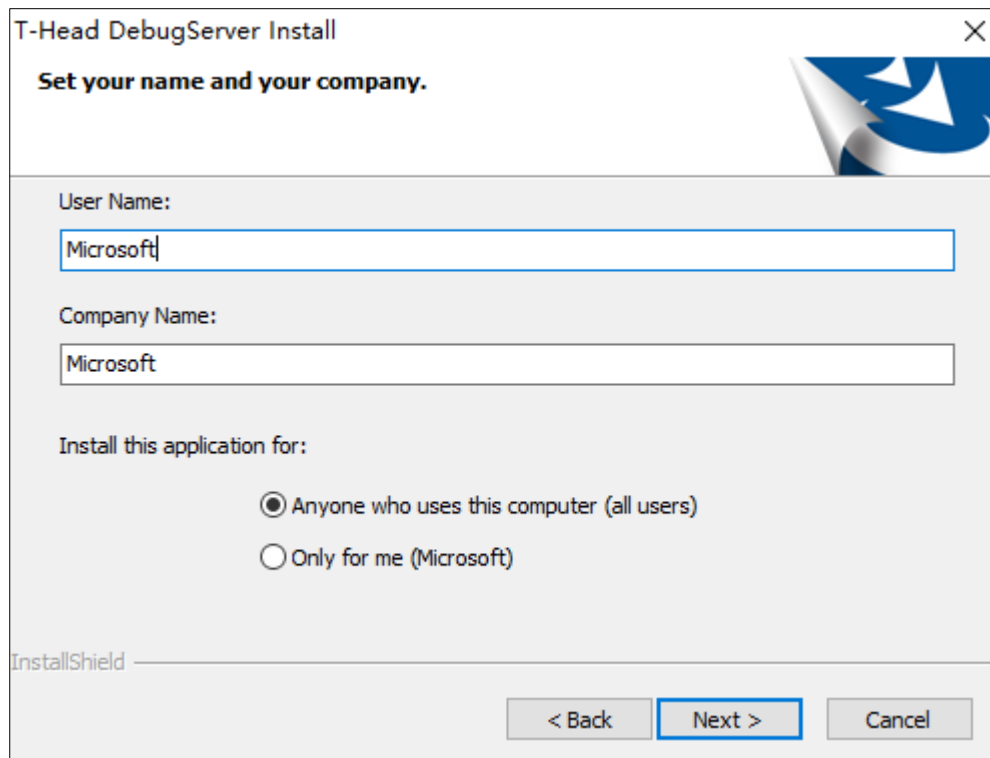 T-Head DebugServer Install
Set your name and your company.
User Name:
Microsoft
Company Name:
Microsoft
Install this application for:
Anyone who uses this computer (all users)
Only for me (Microsoft)
InstallShield
< Back Next > Cancel